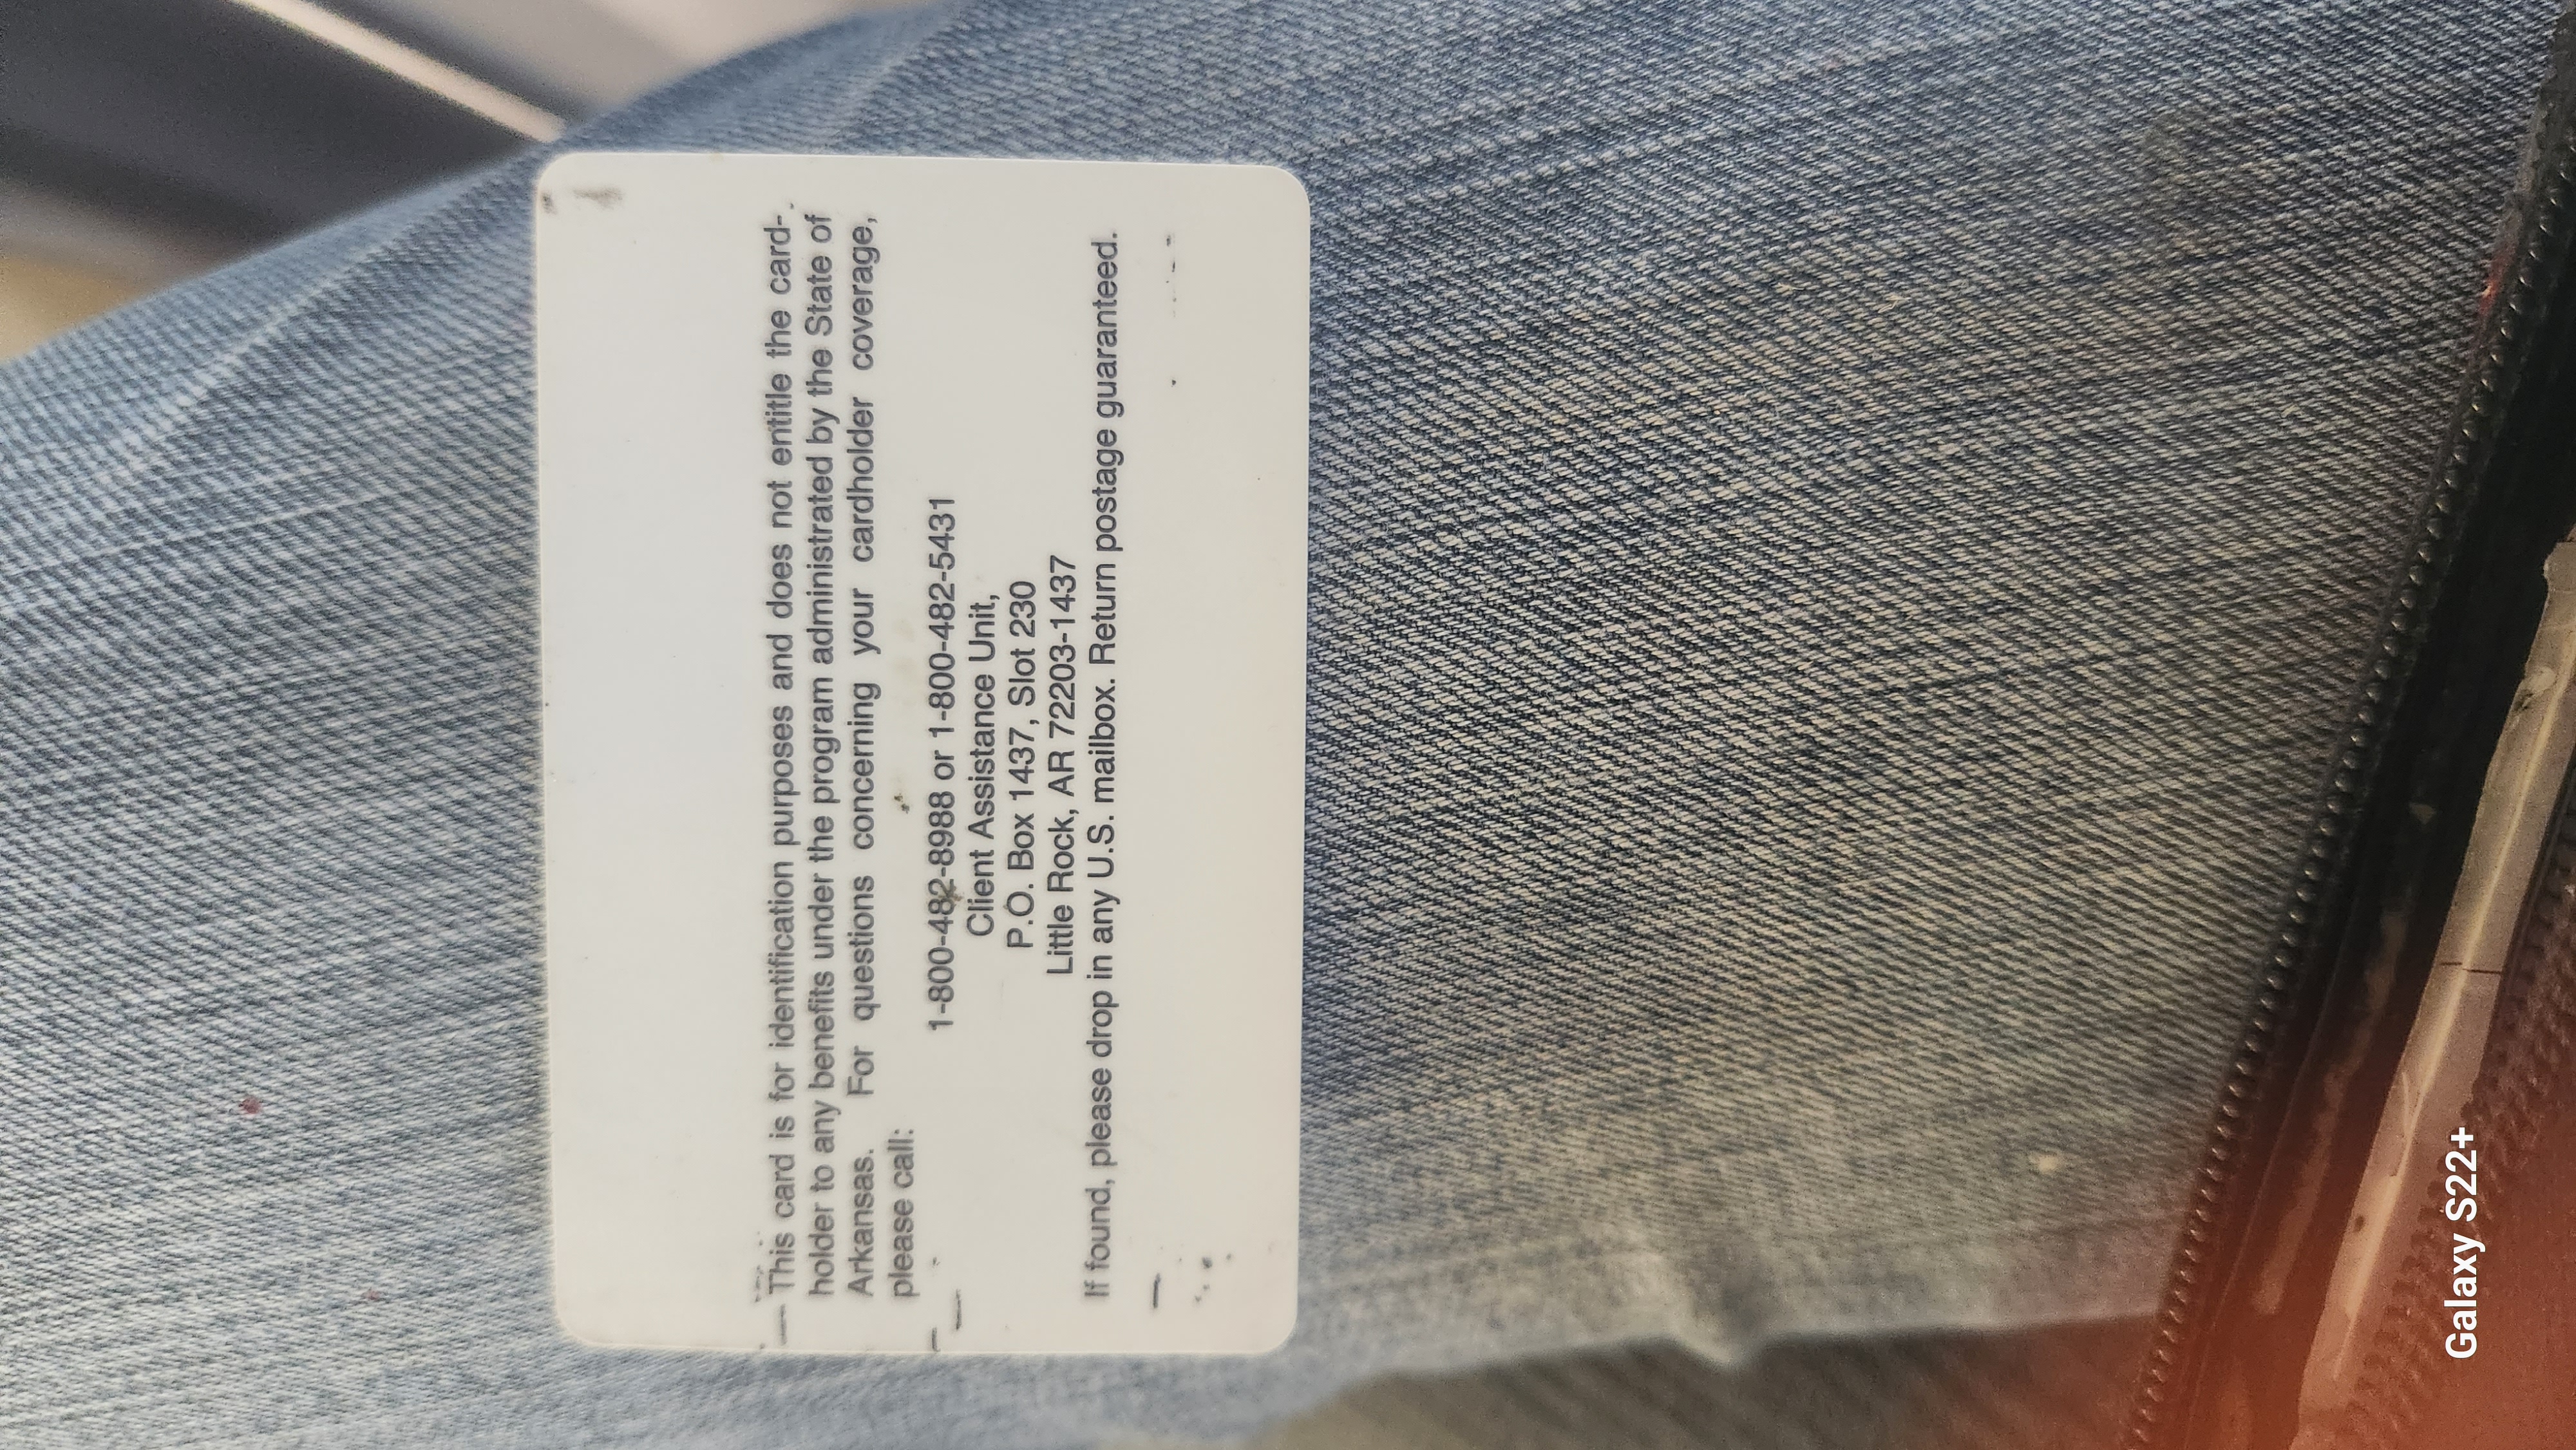 This card is for identification purposes and does not entitle the card-
holder to any benefits under the program administrated by the State of
Arkansas. For questions concerning your cardholder coverage,
please call:
1-800-482-8988 or 1-800-482-5431
Client Assistance Unit,
P.O. Box 1437, Slot 230
Little Rock, AR 72203-1437
If found, please drop in any U.S. mailbox. Return postage guaranteed.
Galaxy S22+